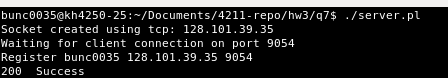 bunc0035@kh4250-25:~/Documents/4211-repo/hw3/q7$ ./server.pl
Socket created using tcp: 128.101.39.35
Waiting for client connection on port 9054
Register bunc0035 128.101.39.35 9054
200  Success